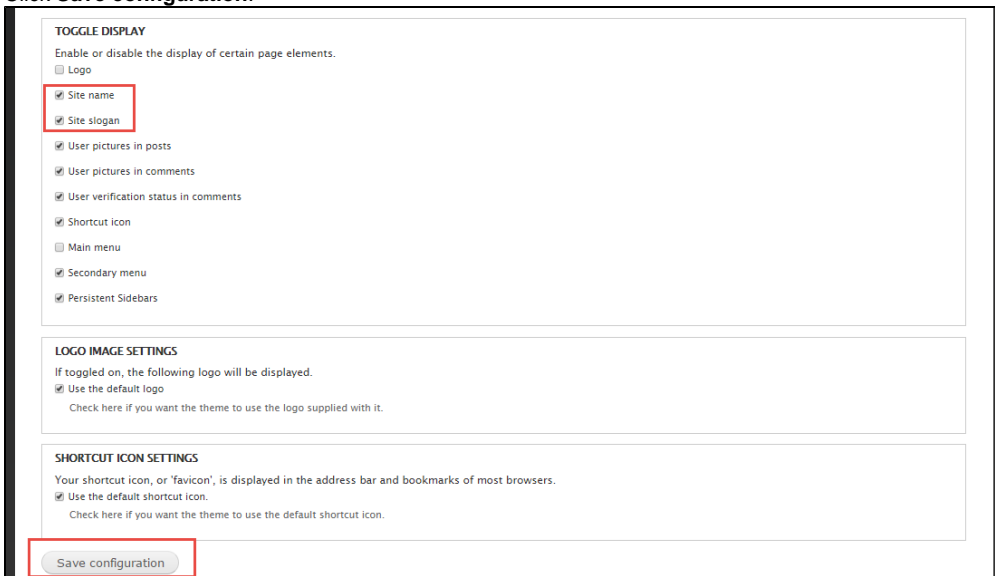 Click Save configuration.
TOGGLE DISPLAY
Enable or disable the display of certain page elements.
Logo
Site name
Site slogan
User pictures in posts
User pictures in comments
User verification status in comments
Shortcut icon
Main menu
Secondary menu
Persistent Sidebars
LOGO IMAGE SETTINGS
If toggled on, the following logo will be displayed.
Use the default logo
Check here if you want the theme to use the logo supplied with it.
SHORTCUT ICON SETTINGS
Your shortcut icon, or 'favicon', is displayed in the address bar and bookmarks of most browsers.
Use the default shortcut icon.
Check here if you want the theme to use the default shortcut icon.
Save configuration